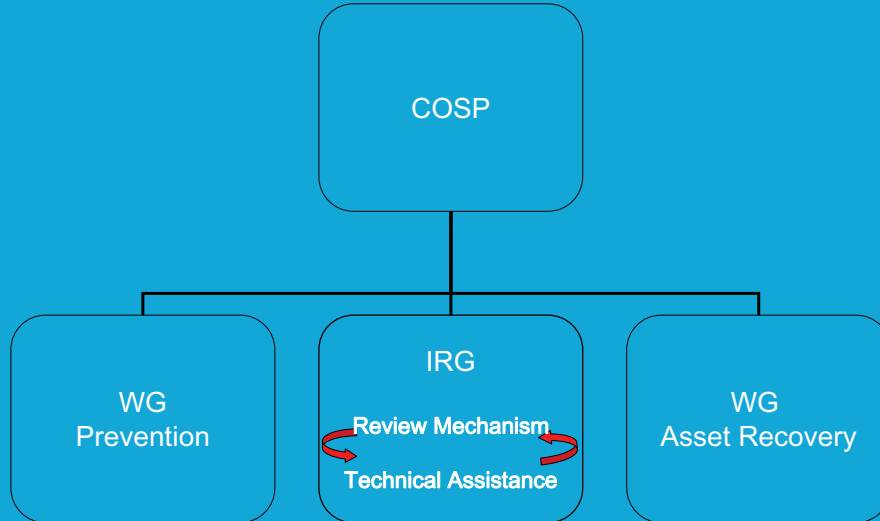 COSP
WG
Prevention
IRG
Review Mechanism
Technical Assistance
WG
Asset Recovery